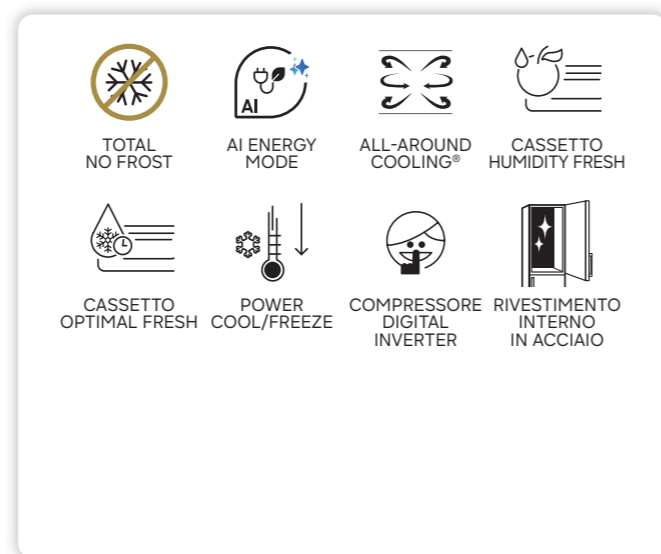 AI
TOTAL
NO FROST
AI ENERGY
MODE
ALL-AROUND
COOLING®
CASSETTO
HUMIDITY FRESH
CASSETTO
OPTIMAL FRESH
POWER
COOL/FREEZE
COMPRESSORE
DIGITAL
INVERTER
RIVESTIMENTO
INTERNO
IN ACCIAIO